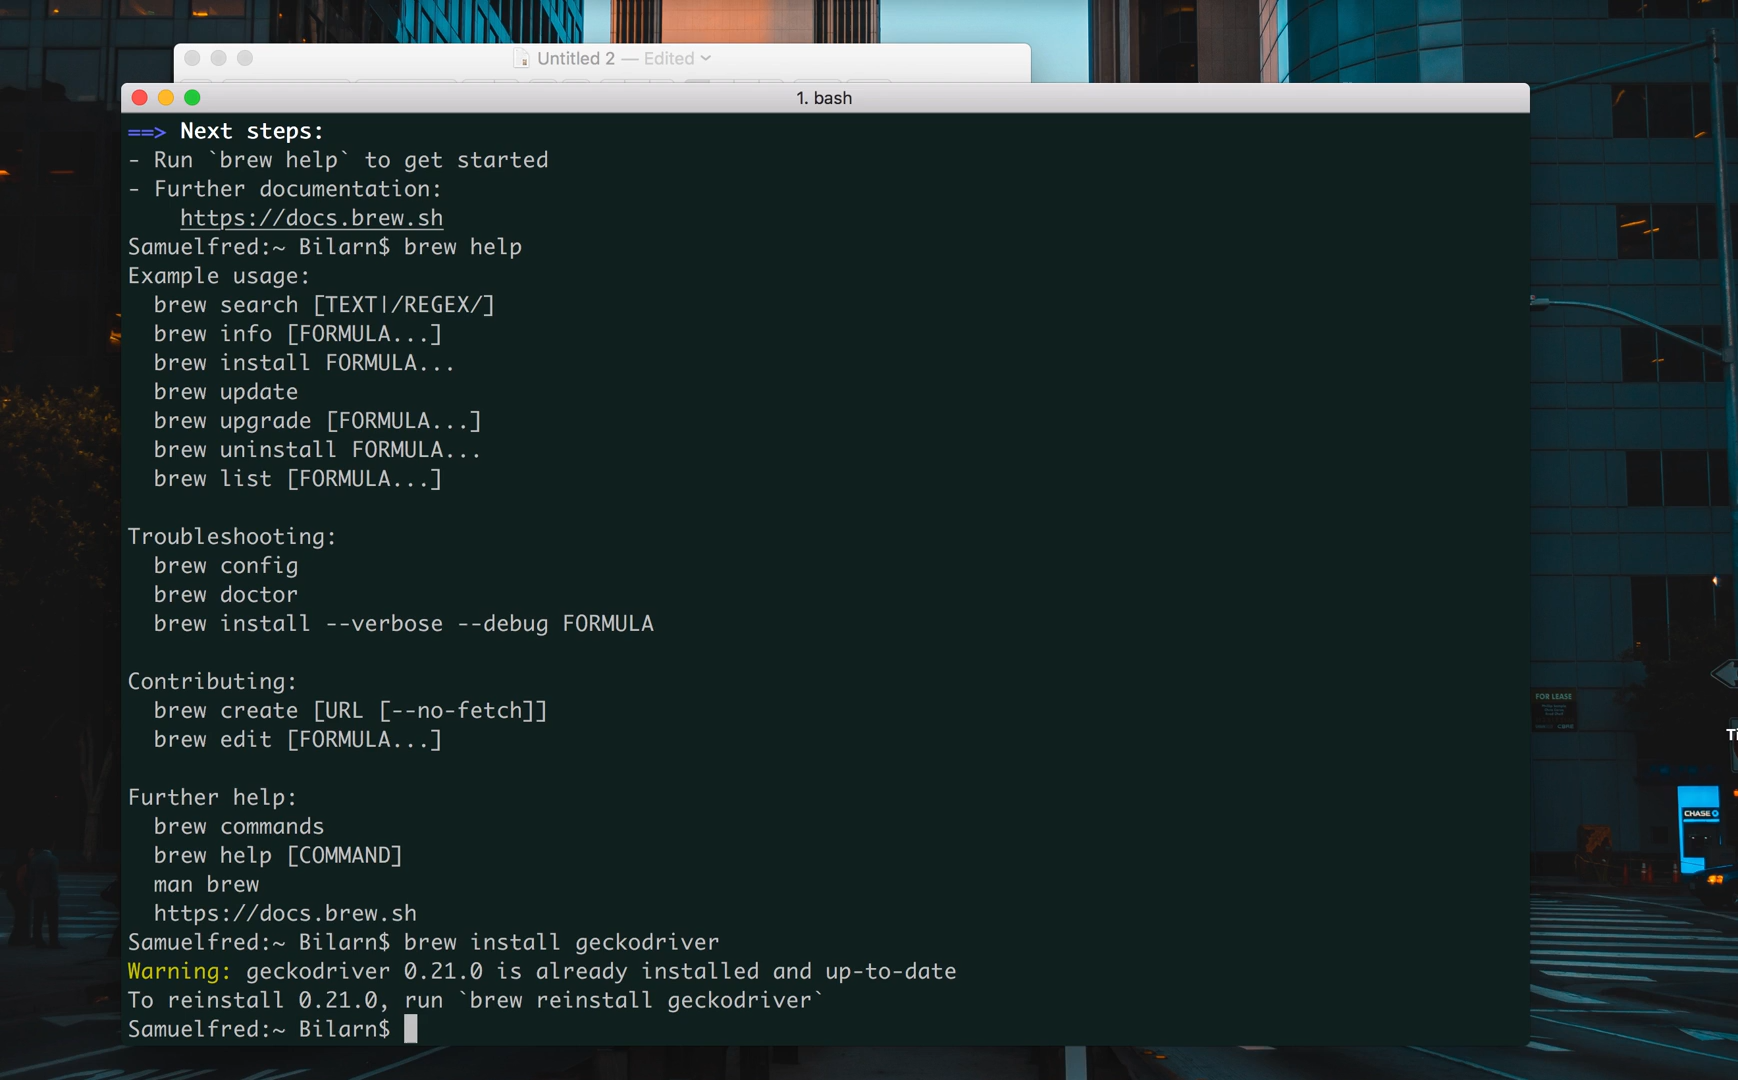 Untitled 2 — Edited
1. bash
==> Next steps:
- Run `brew help` to get started
- Further documentation:
https://docs.brew.sh
Samuelfred:~ Bilarn$ brew help
Example usage:
brew search [TEXT|/REGEX/]
brew info [FORMULA...]
brew install FORMULA...
brew update
brew upgrade [FORMULA...]
brew uninstall FORMULA...
brew list [FORMULA...]
Troubleshooting:
brew config
brew doctor
brew install --verbose --debug FORMULA
Contributing:
brew create [URL [--no-fetch]]
brew edit [FORMULA...]
Further help:
brew commands
brew help [COMMAND]
man brew
https://docs.brew.sh
Samuelfred:~ Bilarn$ brew install geckodriver
Warning: geckodriver 0.21.0 is already installed and up-to-date
To reinstall 0.21.0, run `brew reinstall geckodriver`
Samuelfred:~ Bilarn$
FOR LEASE
Ti
CHASE